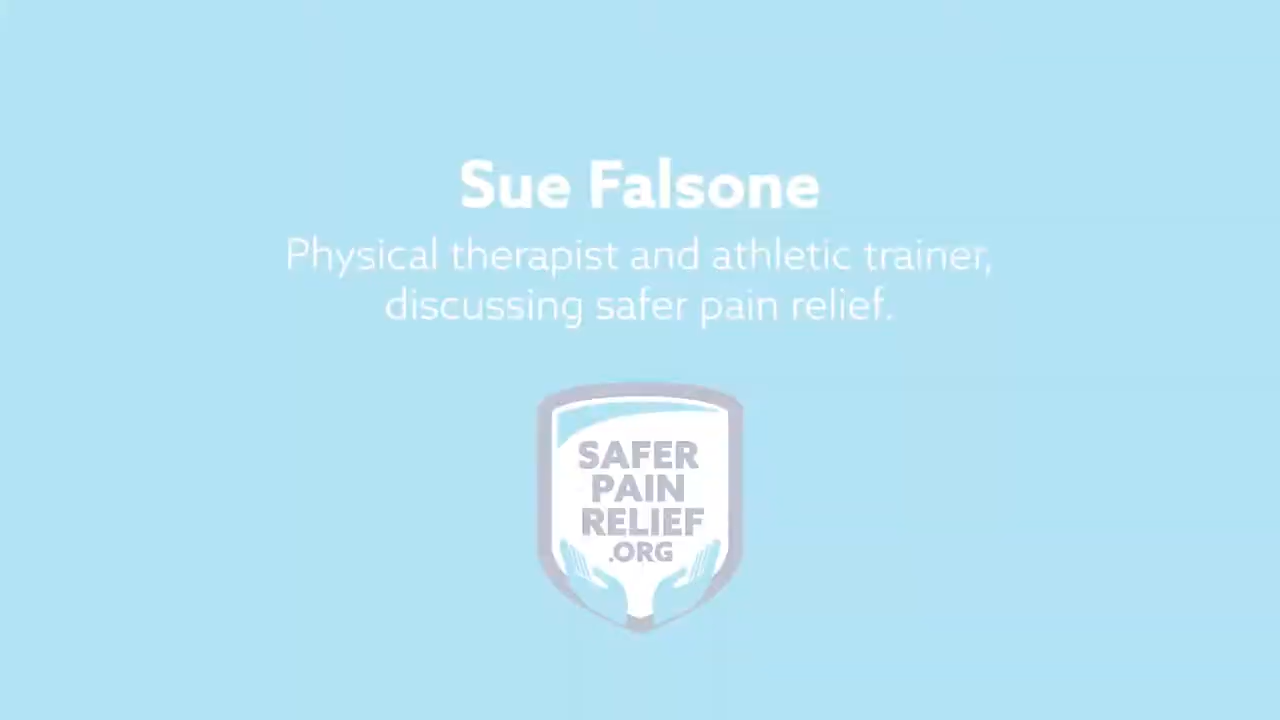 Sue Falsone
Physical therapist and athletic trainer,
discussing safer pain relief.
SAFER
PAIN
RELIEF
.ORG